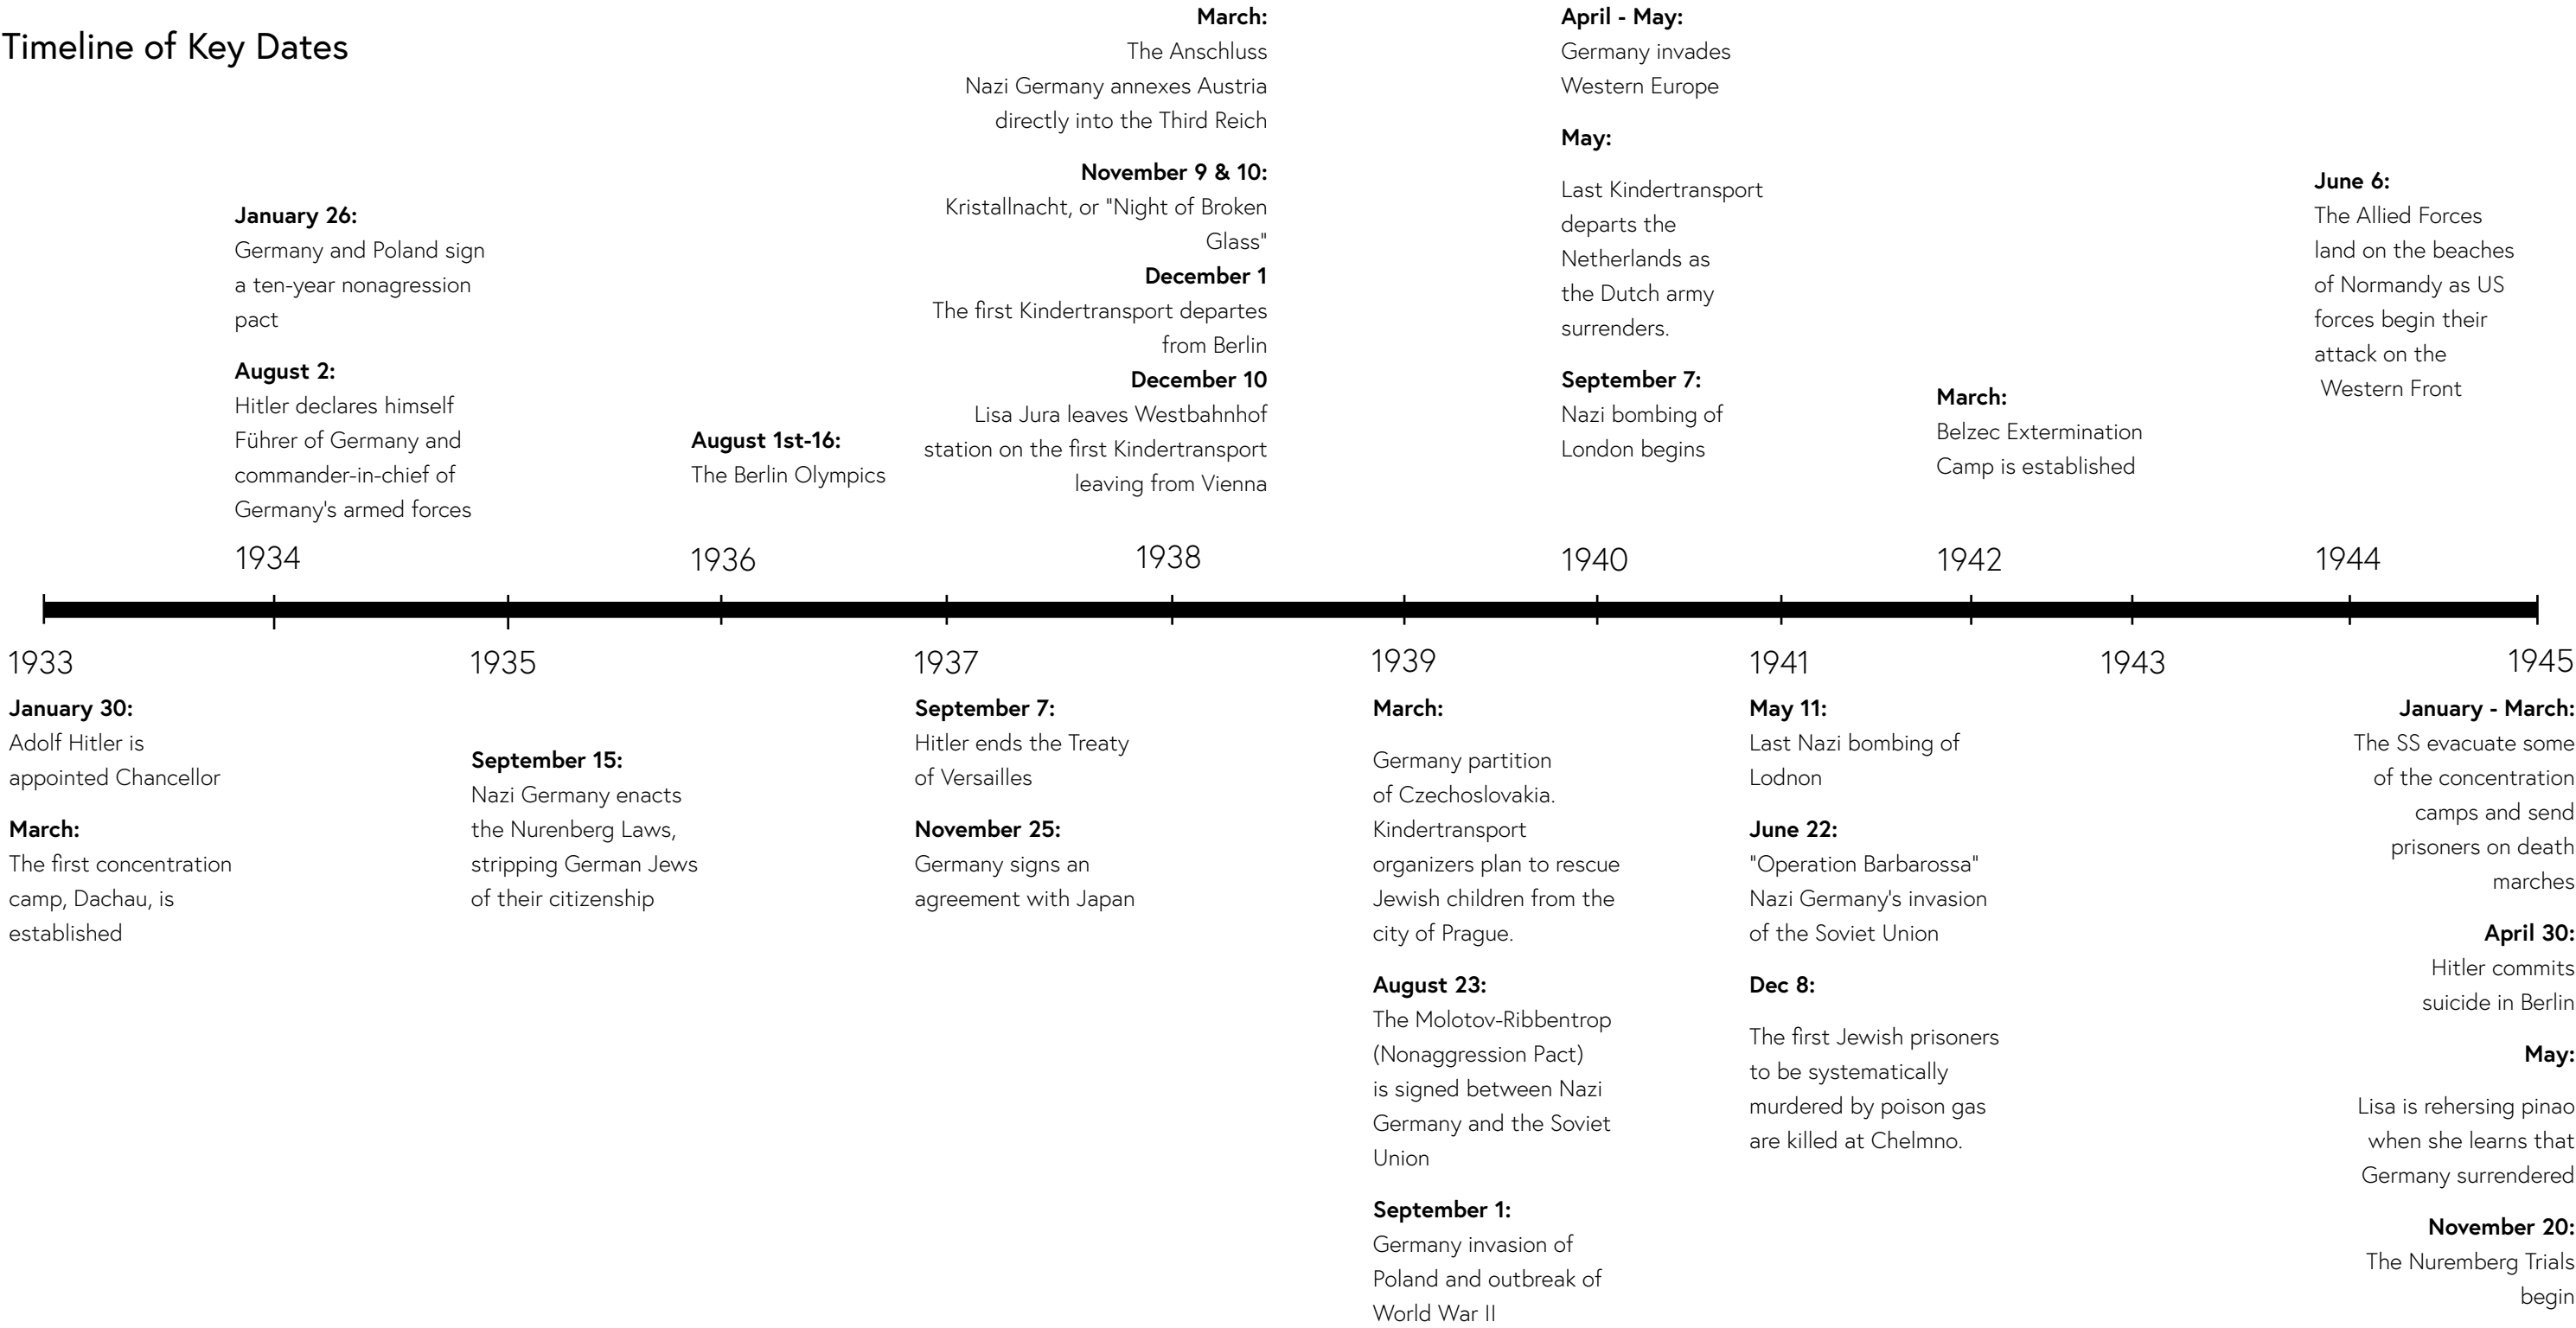 Timeline of Key Dates
January 26:
Germany and Poland sign
a ten-year nonagression
pact
August 2:
Hitler declares himself
Führer of Germany and
commander-in-chief of
Germany's armed forces
1934
August 1st-16:
The Berlin Olympics
1936
March:
The Anschluss
Nazi Germany annexes Austria
directly into the Third Reich
November 9 & 10:
Kristallnacht, or "Night of Broken
Glass"
December 1
The first Kindertransport departes
from Berlin
December 10
Lisa Jura leaves Westbahnhof
station on the first Kindertransport
leaving from Vienna
1938
April - May:
Germany invades
Western Europe
May:
Last Kindertransport
departs the
Netherlands as
the Dutch army
surrenders.
September 7:
Nazi bombing of
London begins
1940
March:
Belzec Extermination
Camp is established
1942
June 6:
The Allied Forces
land on the beaches
of Normandy as US
forces begin their
attack on the
Western Front
1944
1933
January 30:
Adolf Hitler is
appointed Chancellor
March:
The first concentration
camp, Dachau, is
established
1935
September 15:
Nazi Germany enacts
the Nurenberg Laws,
stripping German Jews
of their citizenship
1937
September 7:
Hitler ends the Treaty
of Versailles
November 25:
Germany signs an
agreement with Japan
1939
March:
Germany partition
of Czechoslovakia.
Kindertransport
organizers plan to rescue
Jewish children from the
city of Prague.
August 23:
The Molotov-Ribbentrop
(Nonaggression Pact)
is signed between Nazi
Germany and the Soviet
Union
September 1:
Germany invasion of
Poland and outbreak of
World War II
1941
May 11:
Last Nazi bombing of
Lodnon
June 22:
"Operation Barbarossa"
Nazi Germany's invasion
of the Soviet Union
Dec 8:
The first Jewish prisoners
to be systematically
murdered by poison gas
are killed at Chelmno.
1943
1945
January - March:
The SS evacuate some
of the concentration
camps and send
prisoners on death
marches
April 30:
Hitler commits
suicide in Berlin
May:
Lisa is rehersing pinao
when she learns that
Germany surrendered
November 20:
The Nuremberg Trials
begin